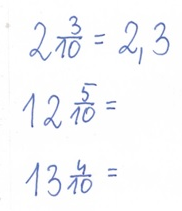 2 3/10 = 2,3
12 5/10 =
13 4/10 =